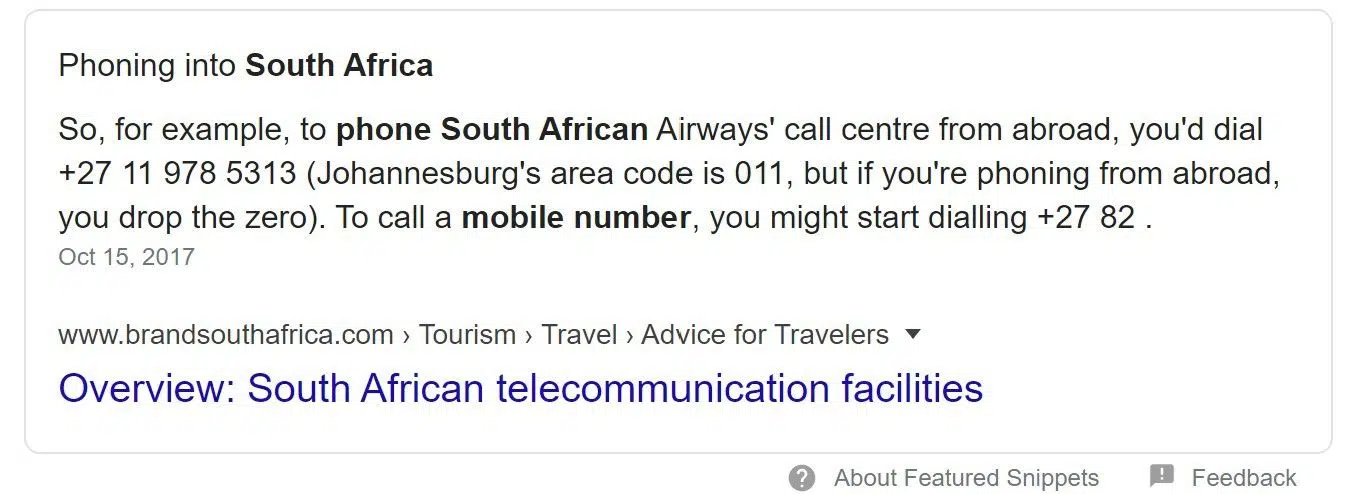 Phoning into South Africa
So, for example, to phone South African Airways' call centre from abroad, you'd dial
+27 11 978 5313 (Johannesburg's area code is 011, but if you're phoning from abroad,
you drop the zero). To call a mobile number, you might start dialling +27 82 .
Oct 15, 2017
www.brandsouthafrica.com › Tourism › Travel › Advice for Travelers
Overview: South African telecommunication facilities
About Featured Snippets Feedback